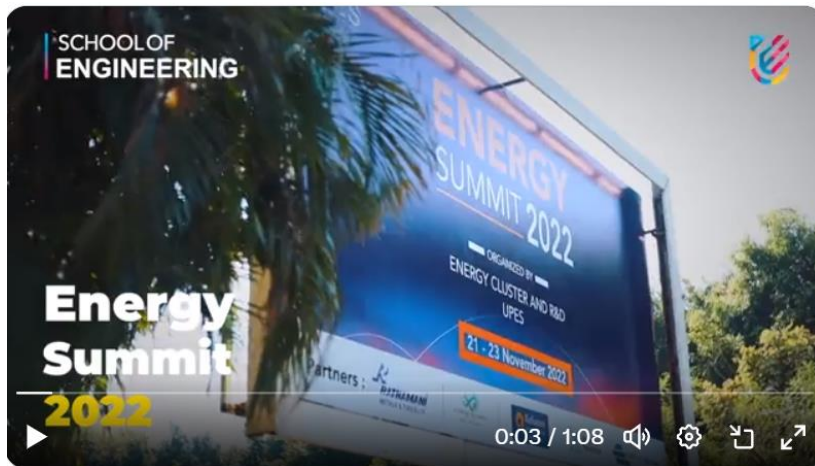 SCHOOL OF
ENGINEERING
ENERGY
SUMMIT 2022
ORGANIZED BY
ENERGY CLUSTER AND R&D
UPES
21 - 23 November 2022
Partners :
RATNAMANI
Energy
Summit
2022
0:03 / 1:08